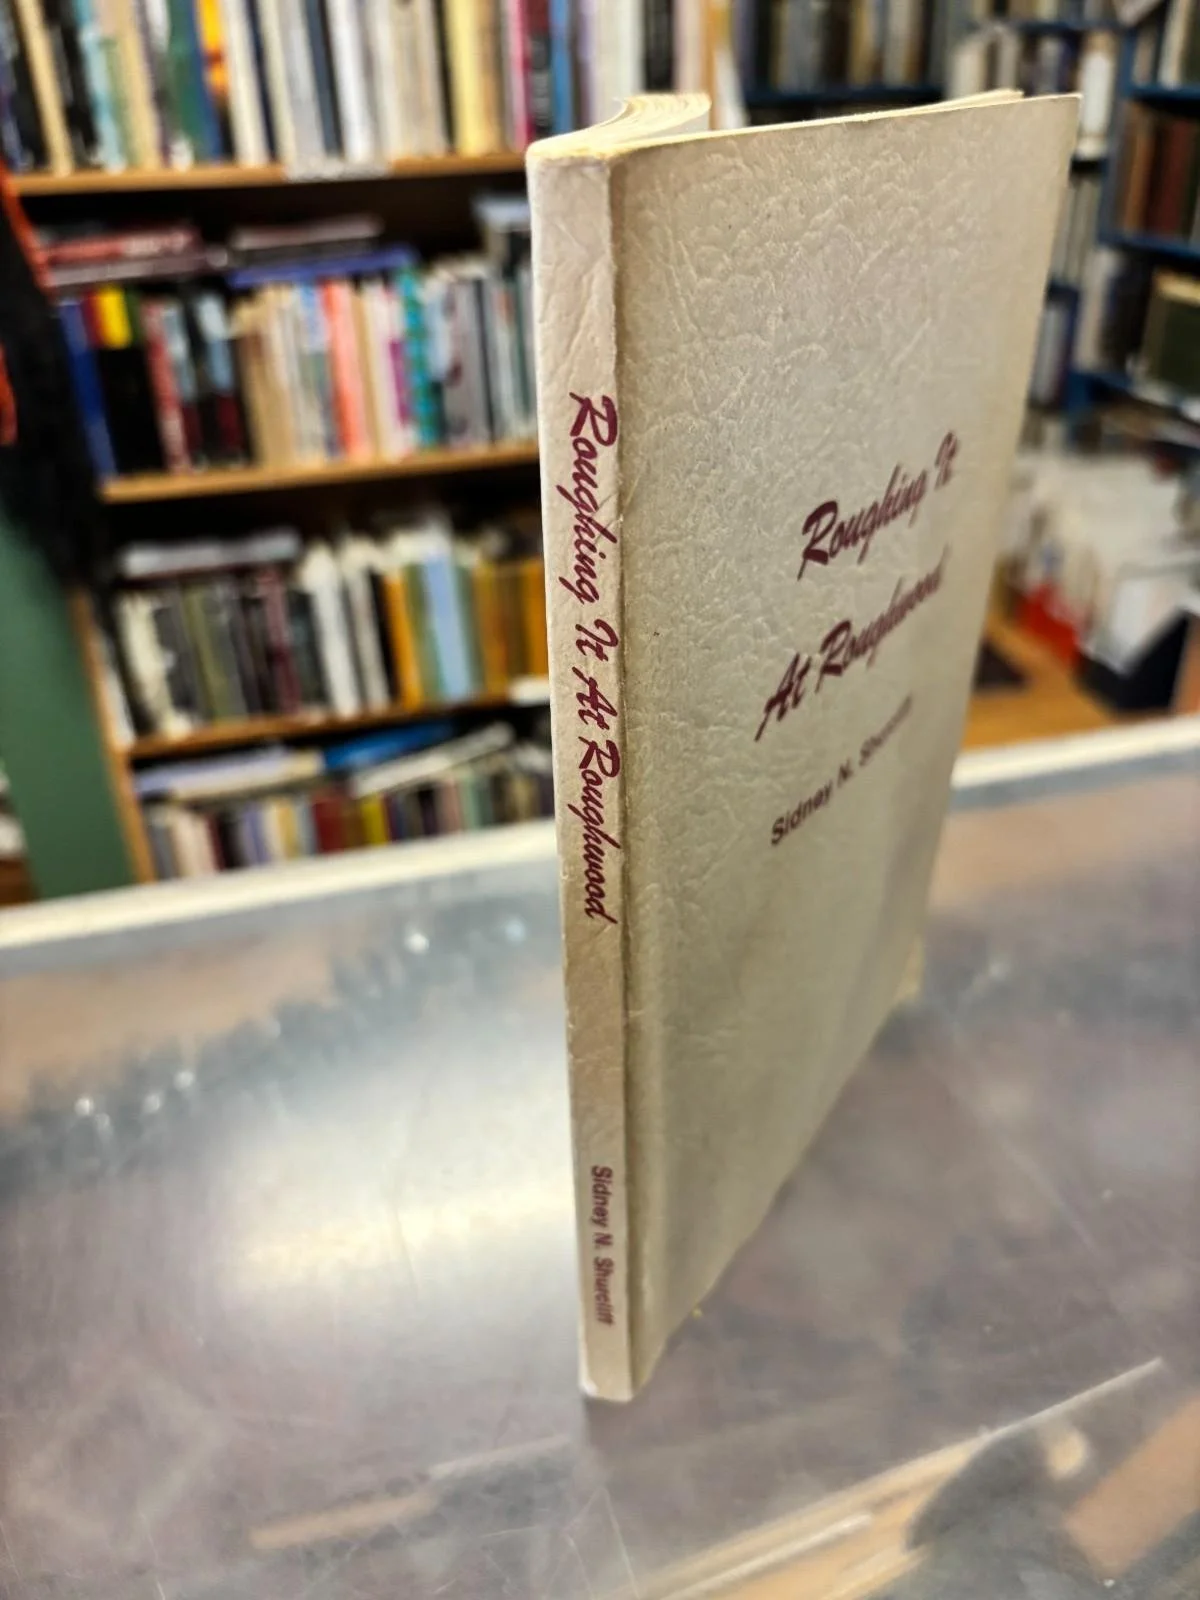 Roughing It At Roughwood
Sidney N. Shurcliff
Roughing It
At Roughwood
Sidney N. Shurcliff